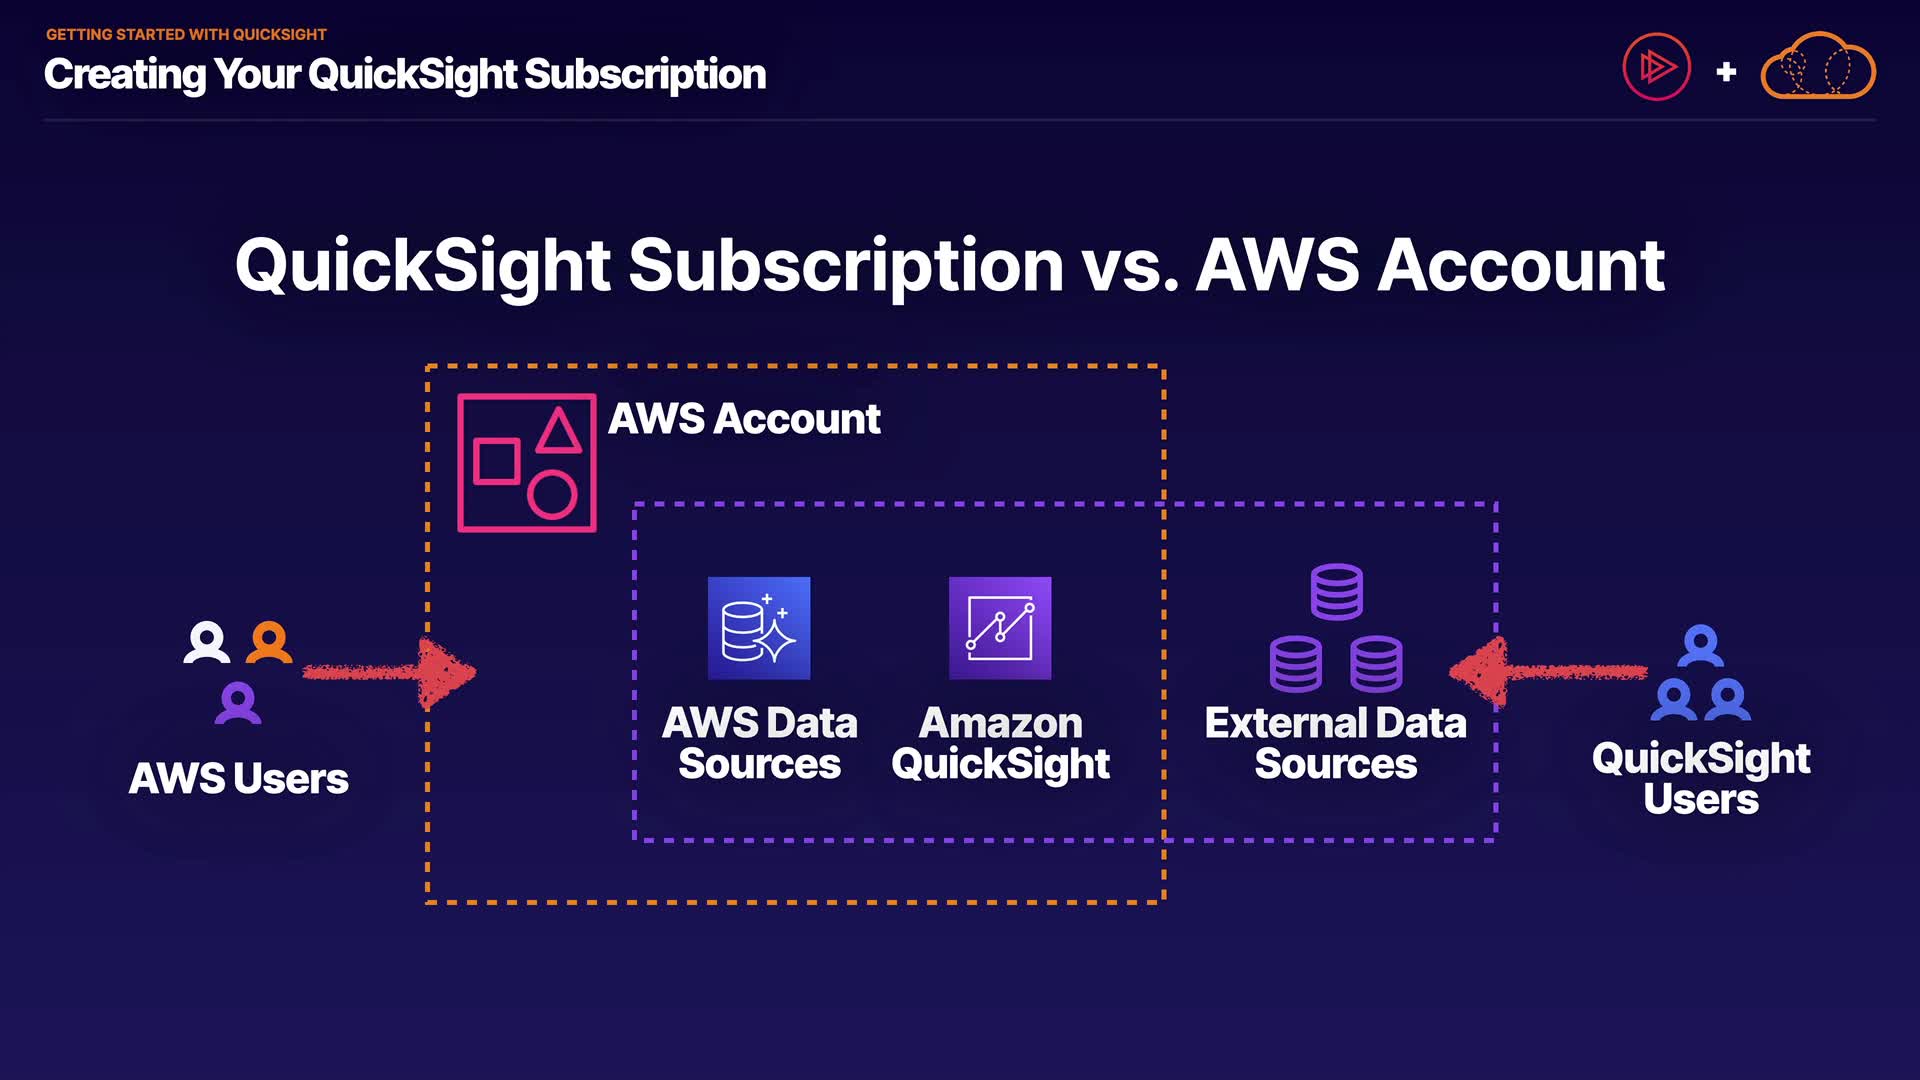 GETTING STARTED WITH QUICKSIGHT
Creating Your QuickSight Subscription
+
QuickSight Subscription vs. AWS Account
AWS Account
AWS Users
AWS Data
Sources
Amazon
QuickSight
External Data
Sources
QuickSight
Users